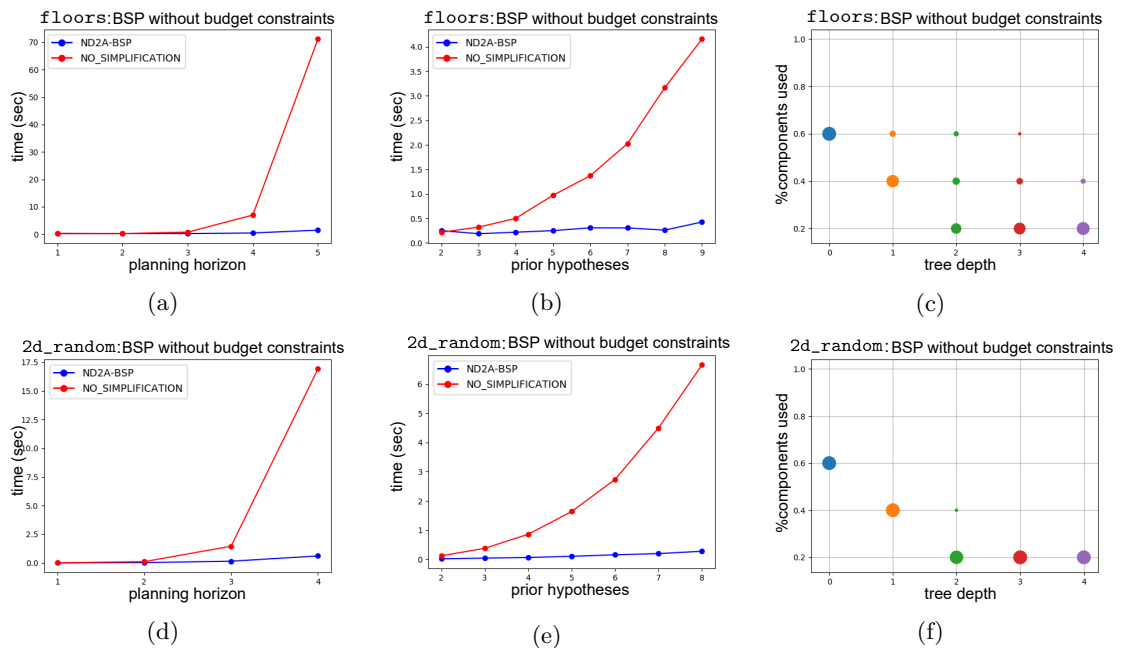 floors:BSP without budget constraints
70
60
50
40
30
20
10
0
time (sec)
ND2A-BSP
NO_SIMPLIFICATION
1 2 3 4 5
planning horizon
(a)
floors:BSP without budget constraints
4.0
3.5
3.0
2.5
2.0
1.5
1.0
0.5
0.0
time (sec)
ND2A-BSP
NO_SIMPLIFICATION
2 3 4 5 6 7 8 9
prior hypotheses
(b)
floors:BSP without budget constraints
1.0
0.8
0.6
0.4
0.2
%components used
0 1 2 3 4
tree depth
(c)
2d_random:BSP without budget constraints
17.5
15.0
12.5
10.0
7.5
5.0
2.5
0.0
time (sec)
ND2A-BSP
NO_SIMPLIFICATION
1 2 3 4
planning horizon
(d)
2d_random:BSP without budget constraints
6
5
4
3
2
1
0
time (sec)
ND2A-BSP
NO_SIMPLIFICATION
2 3 4 5 6 7 8
prior hypotheses
(e)
2d_random:BSP without budget constraints
1.0
0.8
0.6
0.4
0.2
%components used
0 1 2 3 4
tree depth
(f)